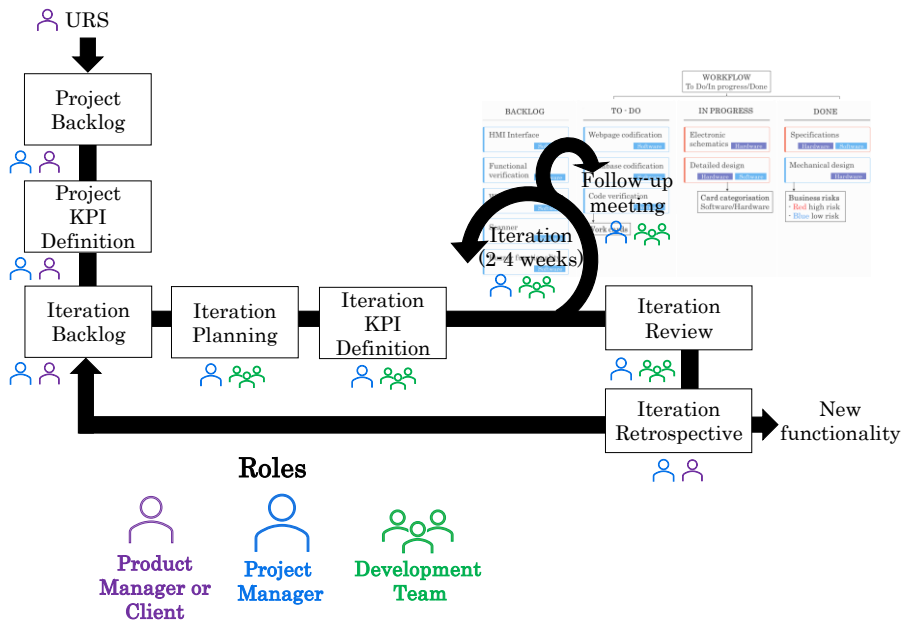 URS
Project
Backlog
Project
KPI
Definition
Iteration
Backlog
Iteration
Planning
Iteration
KPI
Definition
WORKFLOW
To Do/In progress/Done
BACKLOG
TO - DO
IN PROGRESS
DONE
HMI Interface
Functional
verification
Webpage codification
Software
codification
Software
Code verification
Electronic
schematics
Hardware
Detailed design
Hardware
Software
Card categorisation
Software/Hardware
Specifications
Hardware
Software
Mechanical design
Hardware
Business risks
- Red high risk
- Blue low risk
Follow-up
meeting
Iteration
(2-4 weeks)
Iteration
Review
Iteration
Retrospective
New
functionality
Roles
Product
Manager or
Client
Project
Manager
Development
Team